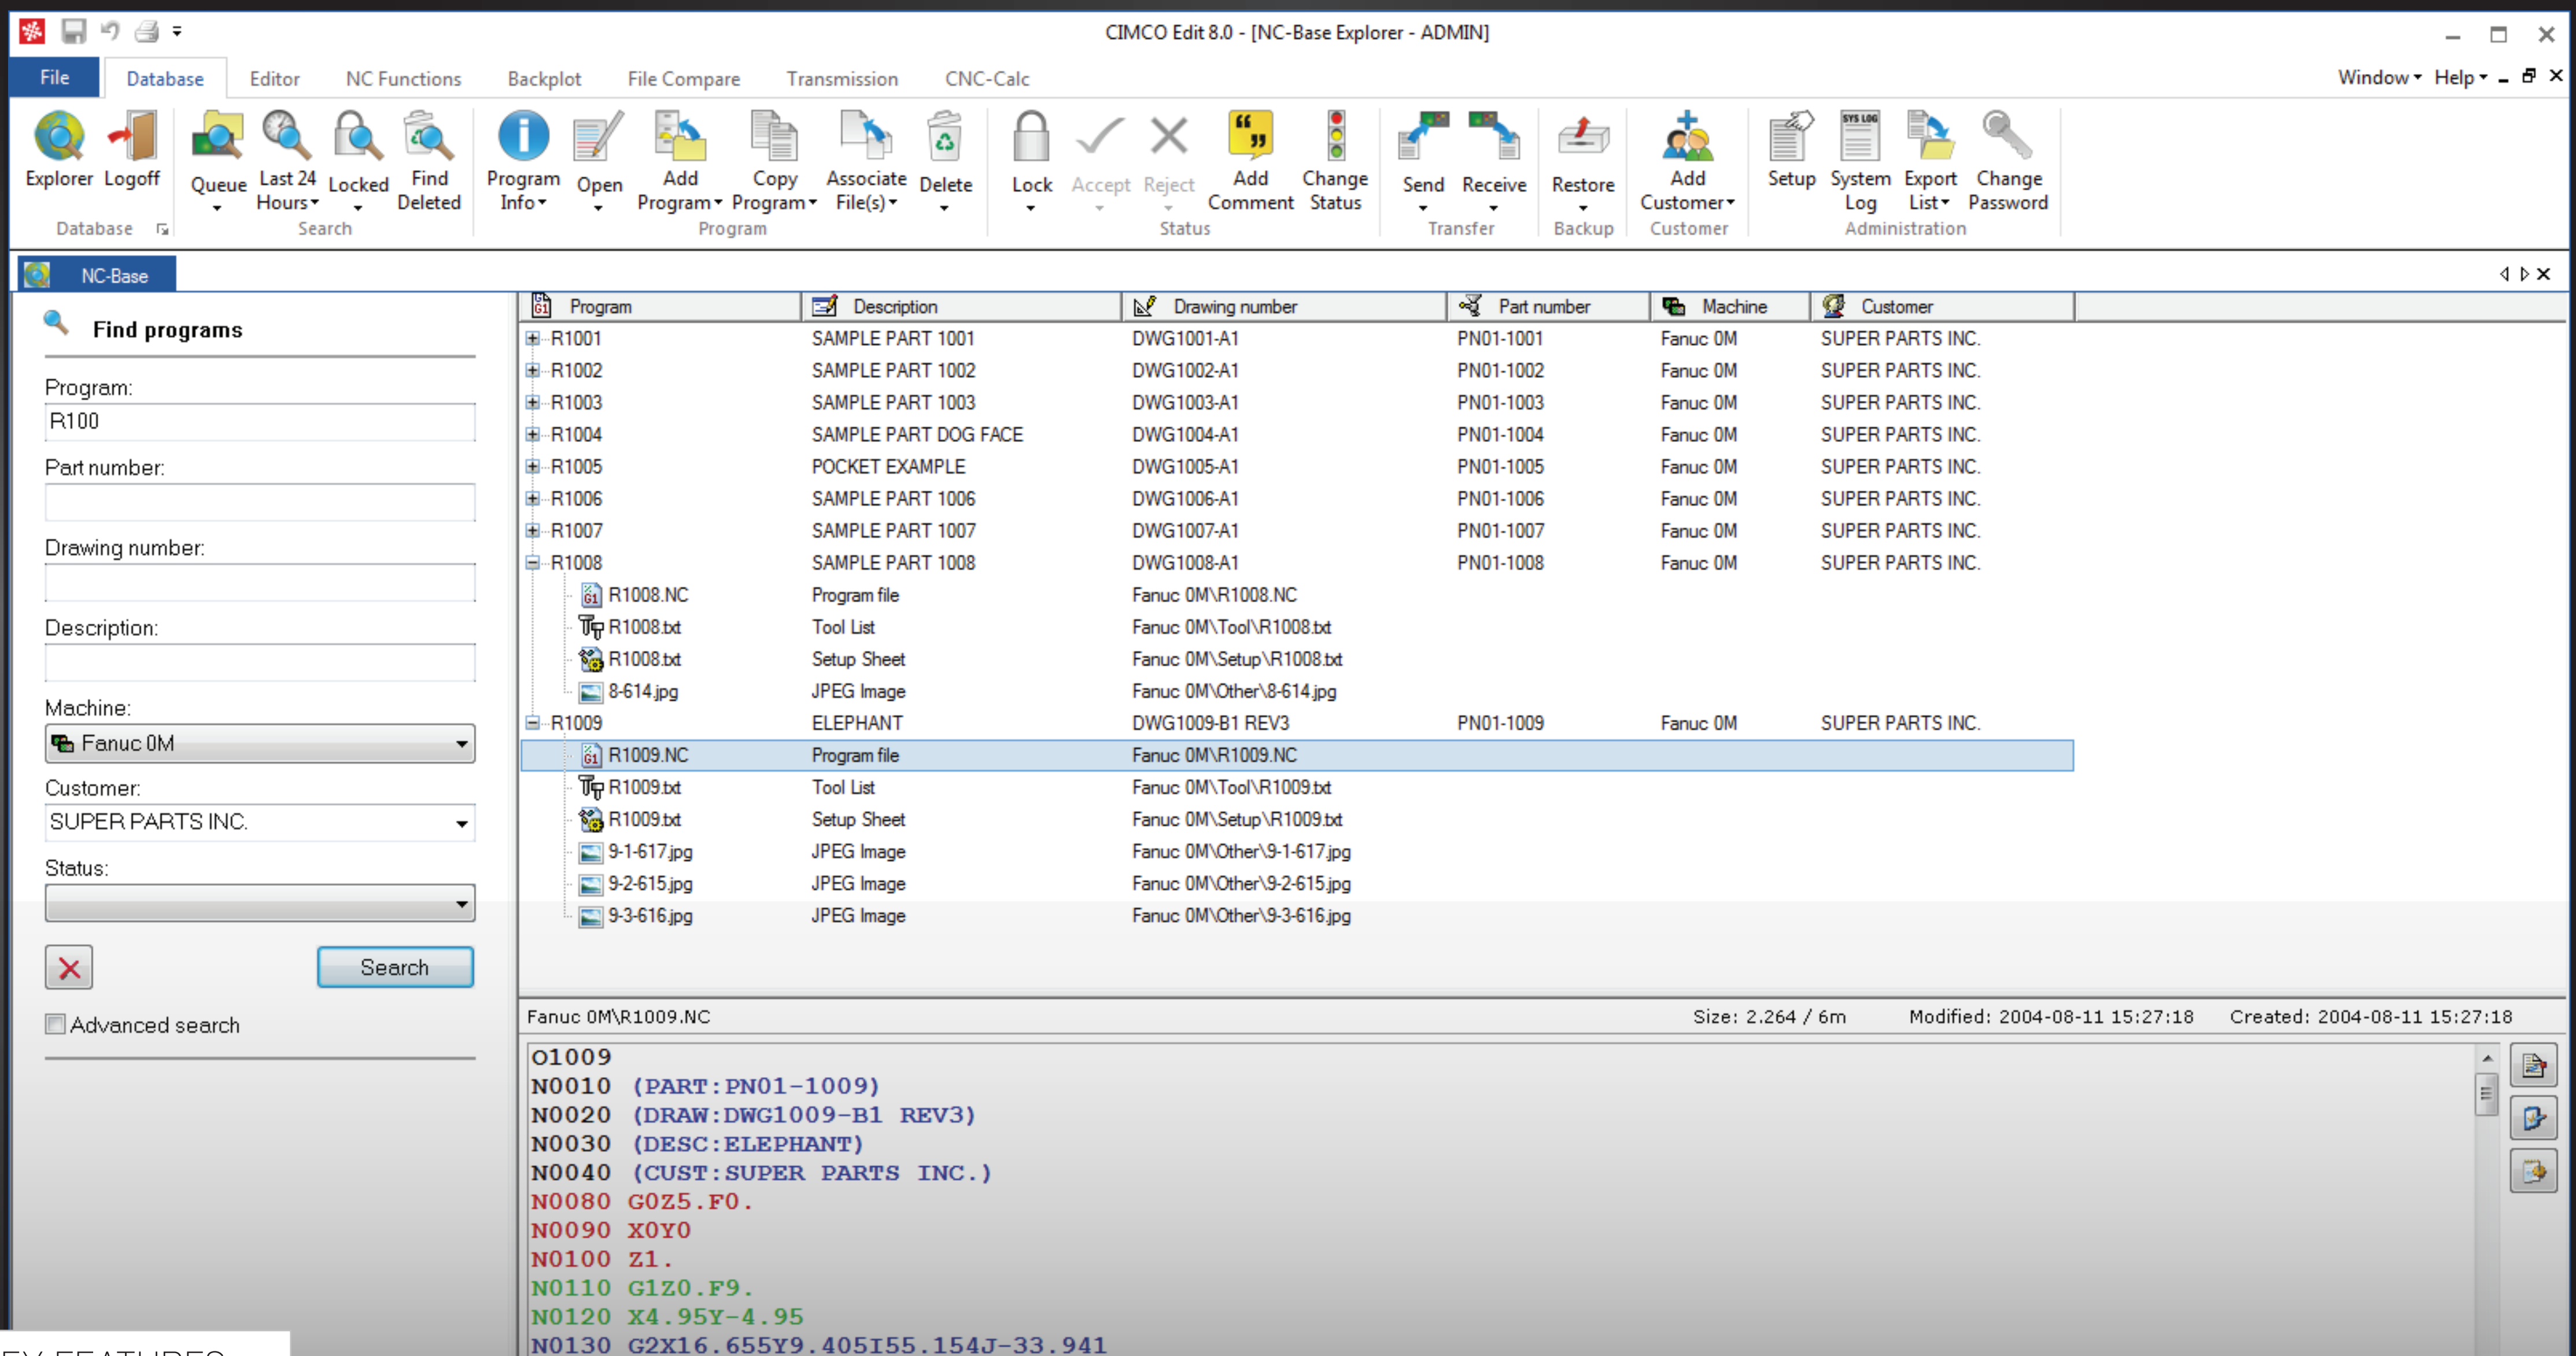 CIMCO Edit 8.0 - [NC-Base Explorer - ADMIN]
File Database Editor NC Functions Backplot File Compare Transmission CNC-Calc Window Help
Explorer Logoff Queue Last 24 Hours Locked Find Deleted Program Info Open Add Program Copy Program Associate File(s) Delete Lock Accept Reject Add Comment Change Status Send Receive Restore Add Customer Setup System Log Export List Change Password
SYS LOG
Database Search Program Status Transfer Backup Customer Administration
NC-Base
Find programs
Program:
R100
Part number:
Drawing number:
Description:
Machine:
Fanuc 0M
Customer:
SUPER PARTS INC.
Status:
Search
Advanced search
Program Description Drawing number Part number Machine Customer
R1001 SAMPLE PART 1001 DWG1001-A1 PN01-1001 Fanuc 0M SUPER PARTS INC.
R1002 SAMPLE PART 1002 DWG1002-A1 PN01-1002 Fanuc 0M SUPER PARTS INC.
R1003 SAMPLE PART 1003 DWG1003-A1 PN01-1003 Fanuc 0M SUPER PARTS INC.
R1004 SAMPLE PART DOG FACE DWG1004-A1 PN01-1004 Fanuc 0M SUPER PARTS INC.
R1005 POCKET EXAMPLE DWG1005-A1 PN01-1005 Fanuc 0M SUPER PARTS INC.
R1006 SAMPLE PART 1006 DWG1006-A1 PN01-1006 Fanuc 0M SUPER PARTS INC.
R1007 SAMPLE PART 1007 DWG1007-A1 PN01-1007 Fanuc 0M SUPER PARTS INC.
R1008 SAMPLE PART 1008 DWG1008-A1 PN01-1008 Fanuc 0M SUPER PARTS INC.
R1008.NC Program file Fanuc 0M\R1008.NC
R1008.txt Tool List Fanuc 0M\Tool\R1008.txt
R1008.txt Setup Sheet Fanuc 0M\Setup\R1008.txt
8-614.jpg JPEG Image Fanuc 0M\Other\8-614.jpg
R1009 ELEPHANT DWG1009-B1 REV3 PN01-1009 Fanuc 0M SUPER PARTS INC.
R1009.NC Program file Fanuc 0M\R1009.NC
R1009.txt Tool List Fanuc 0M\Tool\R1009.txt
R1009.txt Setup Sheet Fanuc 0M\Setup\R1009.txt
9-1-617.jpg JPEG Image Fanuc 0M\Other\9-1-617.jpg
9-2-615.jpg JPEG Image Fanuc 0M\Other\9-2-615.jpg
9-3-616.jpg JPEG Image Fanuc 0M\Other\9-3-616.jpg
Fanuc 0M\R1009.NC Size: 2.264 / 6m Modified: 2004-08-11 15:27:18 Created: 2004-08-11 15:27:18
O1009
N0010 (PART:PN01-1009)
N0020 (DRAW:DWG1009-B1 REV3)
N0030 (DESC:ELEPHANT)
N0040 (CUST:SUPER PARTS INC.)
N0080 G0Z5.F0.
N0090 X0Y0
N0100 Z1.
N0110 G1Z0.F9.
N0120 X4.95Y-4.95
N0130 G2X16.655Y9.405I55.154J-33.941